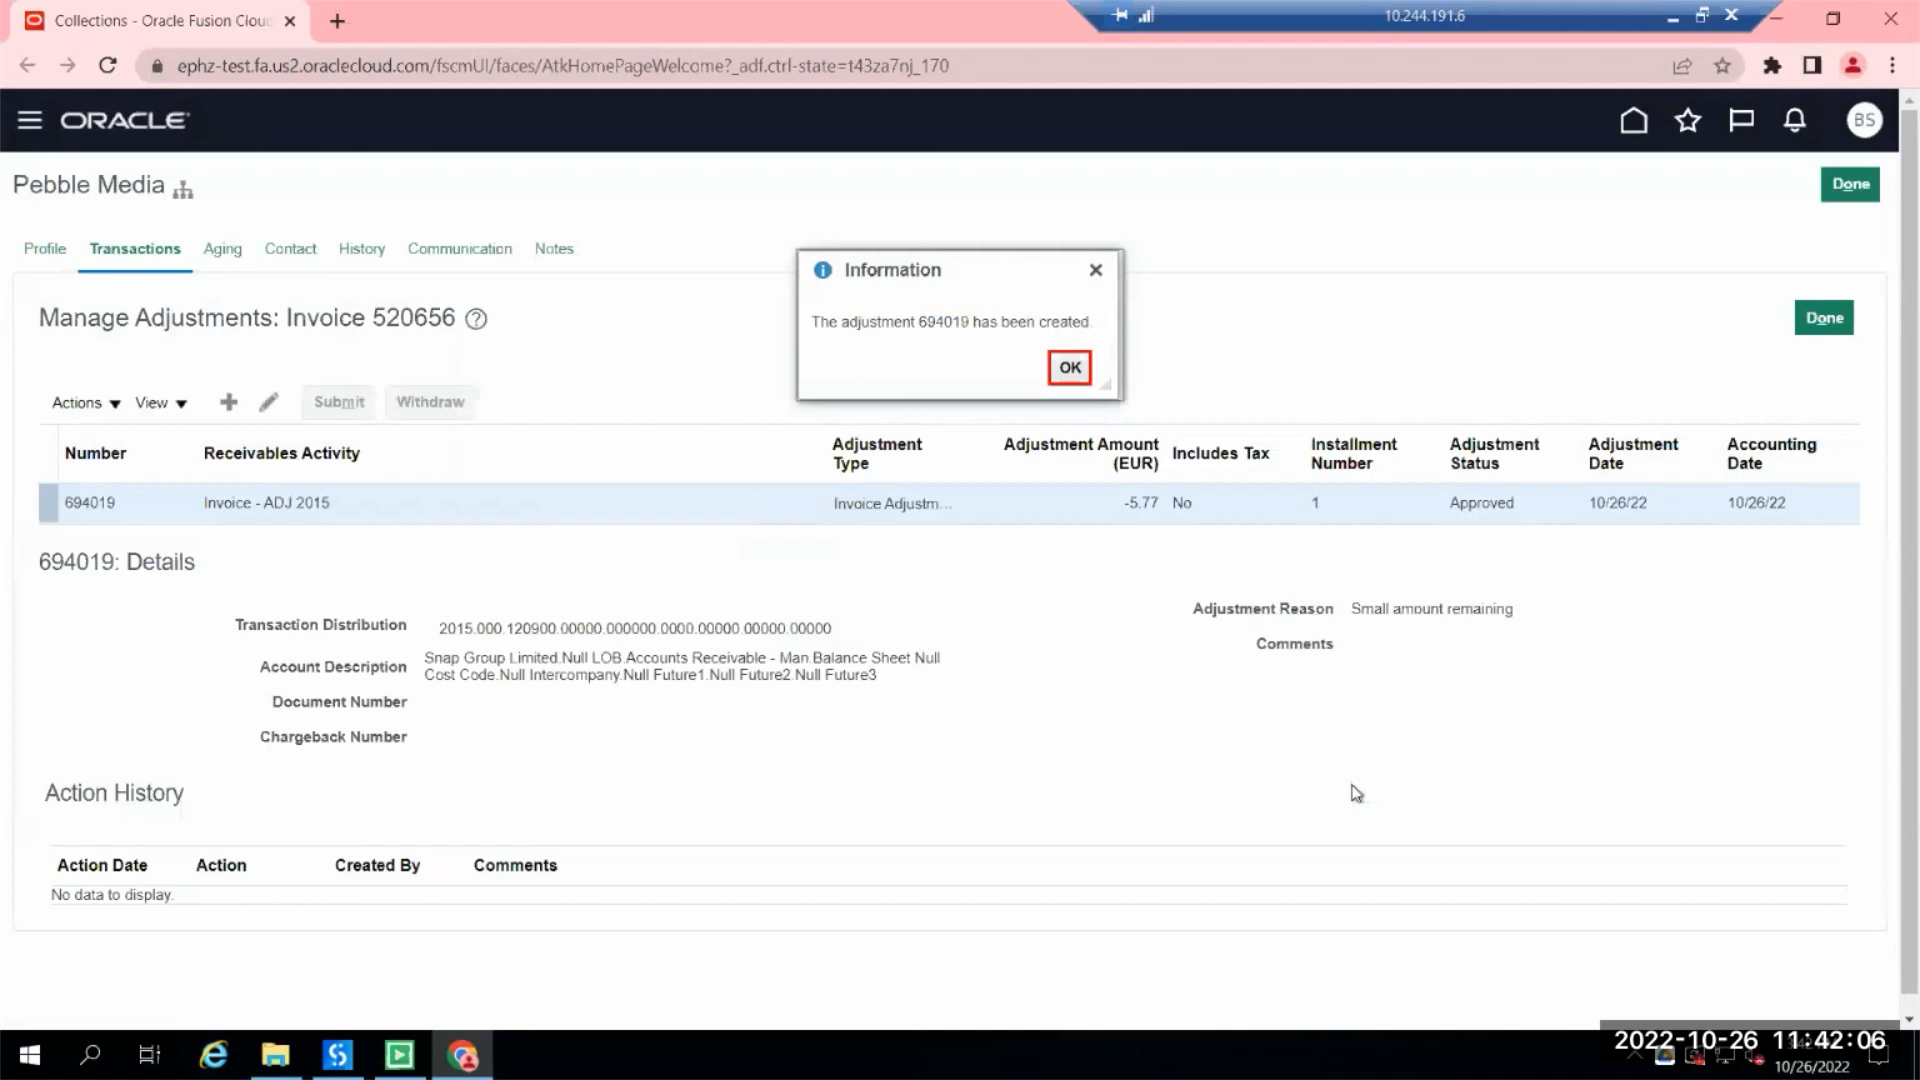 Collections - Oracle Fusion Clou
10.244.191.6
ephz-test.fa.us2.oraclecloud.com/fscmUI/faces/AtkHomePageWelcome?_adf.ctrl-state=t43za7nj_170
ORACLE
BS
Pebble Media
Done
Profile Transactions Aging Contact History Communication Notes
Information
The adjustment 694019 has been created.
OK
Manage Adjustments: Invoice 520656
Done
Actions View Submit Withdraw
Number Receivables Activity Adjustment Type Adjustment Amount (EUR) Includes Tax Installment Number Adjustment Status Adjustment Date Accounting Date
694019 Invoice - ADJ 2015 Invoice Adjustm... -5.77 No 1 Approved 10/26/22 10/26/22
694019: Details
Transaction Distribution 2015.000.120900.00000.000000.0000.00000.00000.00000
Adjustment Reason Small amount remaining
Account Description Snap Group Limited.Null LOB.Accounts Receivable - Man.Balance Sheet Null
Cost Code.Null Intercompany.Null Future1.Null Future2.Null Future3
Comments
Document Number
Chargeback Number
Action History
Action Date Action Created By Comments
No data to display.
2022-10-26 11:42:06
10/26/2022